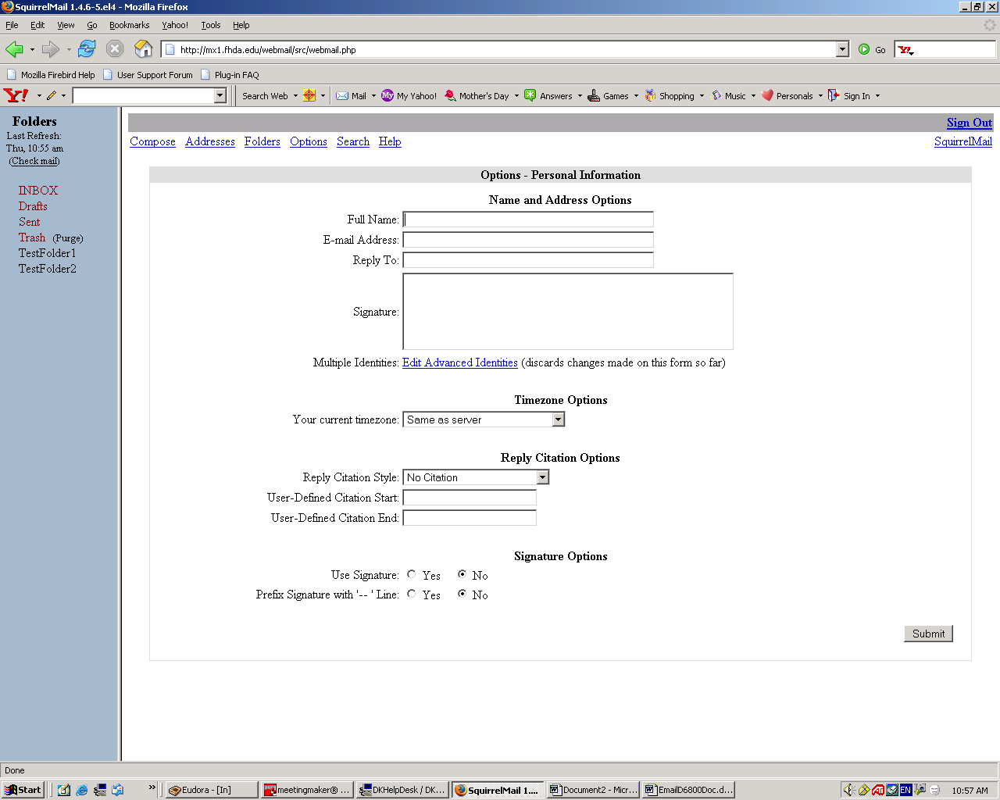 SquirrelMail 1.4.6-5.el4 - Mozilla Firefox
File Edit View Go Bookmarks Yahoo! Tools Help
http://mx1.fhda.edu/webmail/src/webmail.php Go Y!
Mozilla Firebird Help User Support Forum Plug-in FAQ
Y! Search Web Mail My My Yahoo! Mother's Day Answers Games Shopping Music Personals Sign In
Folders
Last Refresh:
Thu, 10:55 am
(Check mail)
INBOX
Drafts
Sent
Trash (Purge)
TestFolder1
TestFolder2
Sign Out
Compose Addresses Folders Options Search Help SquirrelMail
Options - Personal Information
Name and Address Options
Full Name:
E-mail Address:
Reply To:
Signature:
Multiple Identities: Edit Advanced Identities (discards changes made on this form so far)
Timezone Options
Your current timezone: Same as server
Reply Citation Options
Reply Citation Style: No Citation
User-Defined Citation Start:
User-Defined Citation End:
Signature Options
Use Signature: Yes No
Prefix Signature with '-- ' Line: Yes No
Submit
Done
Start » Eudora - [In] meetingmaker® ... DKHelpDesk / DK... SquirrelMail 1.... Document2 - Micr... EmailD6800Doc.d... EN 10:57 AM